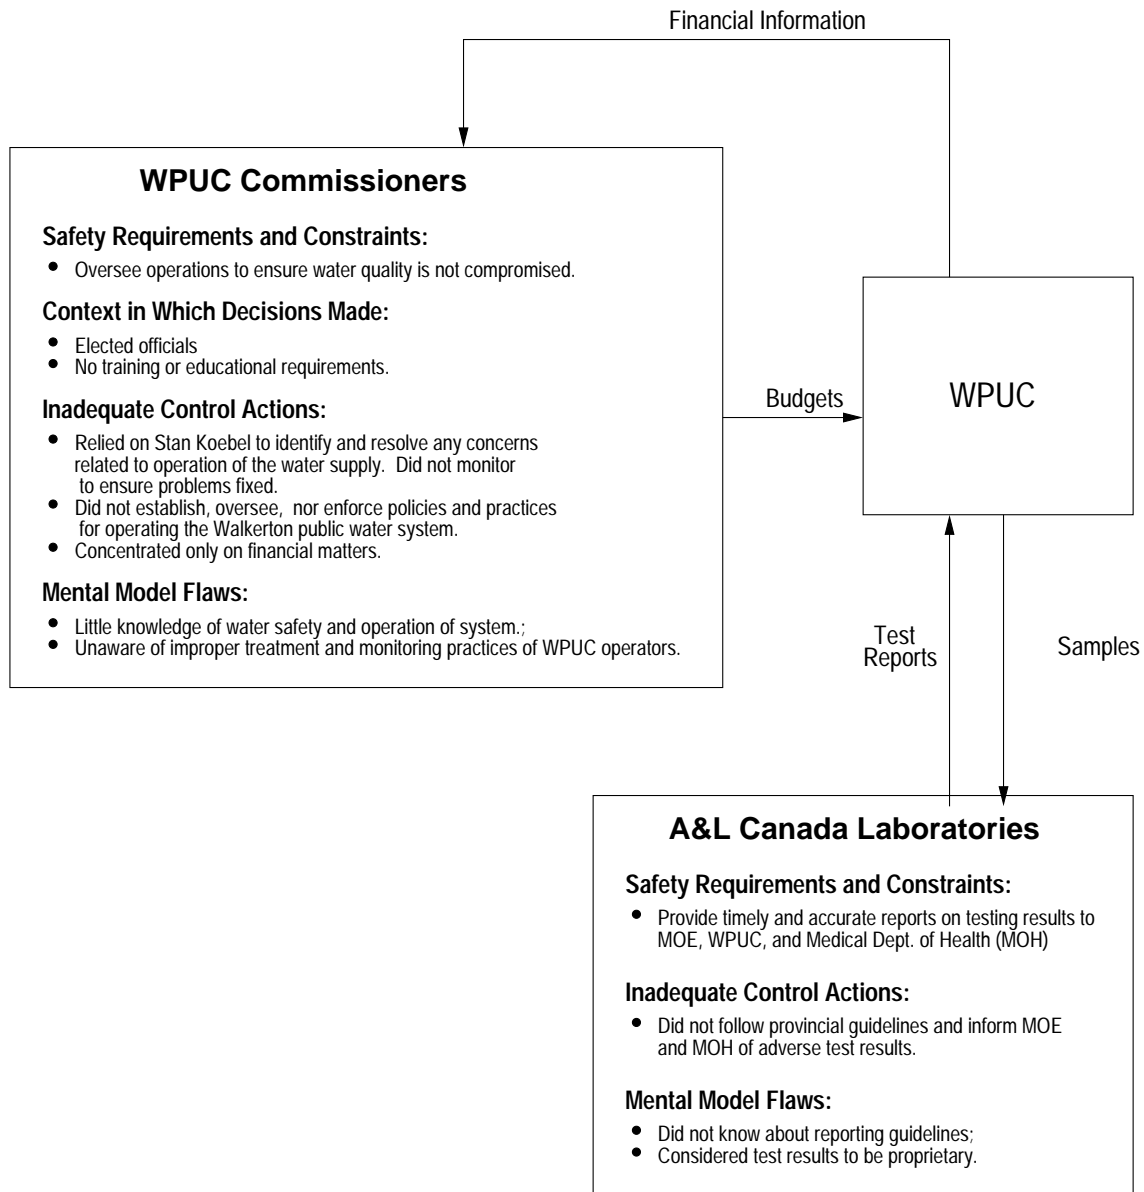 Financial Information
WPUC Commissioners
Safety Requirements and Constraints:
• Oversee operations to ensure water quality is not compromised.
Context in Which Decisions Made:
• Elected officials
• No training or educational requirements.
Inadequate Control Actions:
• Relied on Stan Koebel to identify and resolve any concerns
related to operation of the water supply. Did not monitor
to ensure problems fixed.
• Did not establish, oversee, nor enforce policies and practices
for operating the Walkerton public water system.
• Concentrated only on financial matters.
Mental Model Flaws:
• Little knowledge of water safety and operation of system.;
• Unaware of improper treatment and monitoring practices of WPUC operators.
Budgets
WPUC
Test
Reports
Samples
A&L Canada Laboratories
Safety Requirements and Constraints:
• Provide timely and accurate reports on testing results to
MOE, WPUC, and Medical Dept. of Health (MOH)
Inadequate Control Actions:
• Did not follow provincial guidelines and inform MOE
and MOH of adverse test results.
Mental Model Flaws:
• Did not know about reporting guidelines;
• Considered test results to be proprietary.